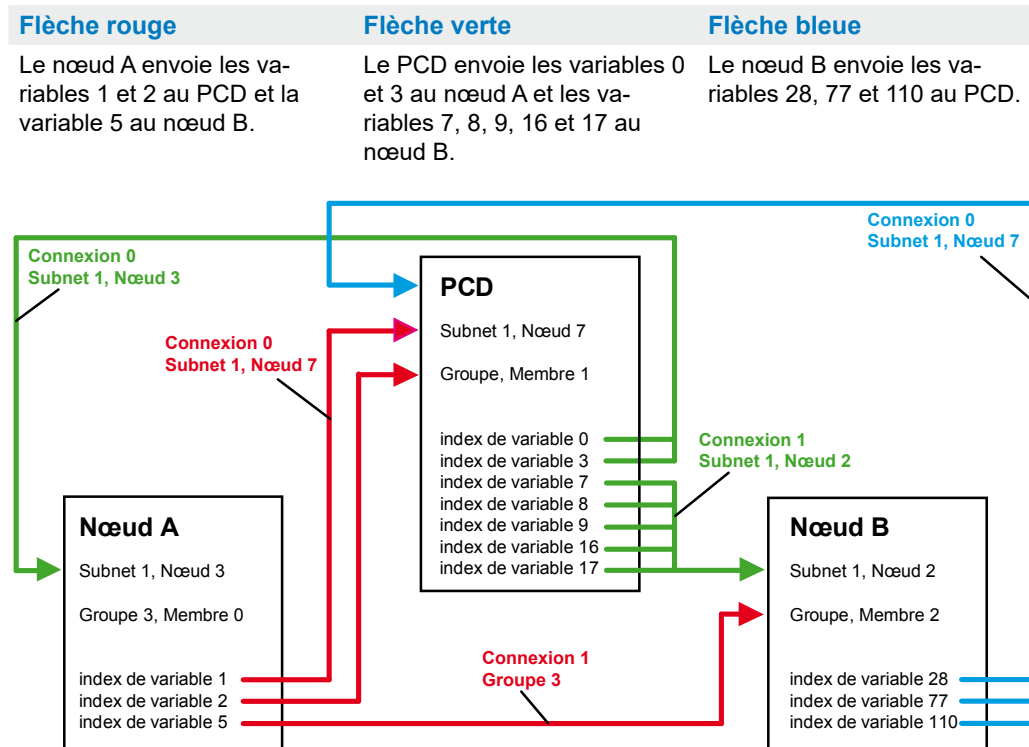 Flèche rouge
Flèche verte
Flèche bleue
Le nœud A envoie les va-
riables 1 et 2 au PCD et la
variable 5 au nœud B.
Le PCD envoie les variables 0
et 3 au nœud A et les va-
riables 7, 8, 9, 16 et 17 au
nœud B.
Le nœud B envoie les va-
riables 28, 77 et 110 au PCD.
Connexion 0
Subnet 1, Nœud 7
Connexion 0
Subnet 1, Nœud 3
Connexion 0
Subnet 1, Nœud 7
PCD
Subnet 1, Nœud 7
Groupe, Membre 1
index de variable 0
index de variable 3
index de variable 7
index de variable 8
index de variable 9
index de variable 16
index de variable 17
Connexion 1
Subnet 1, Nœud 2
Nœud A
Subnet 1, Nœud 3
Groupe 3, Membre 0
index de variable 1
index de variable 2
index de variable 5
Connexion 1
Groupe 3
Nœud B
Subnet 1, Nœud 2
Groupe, Membre 2
index de variable 28
index de variable 77
index de variable 110